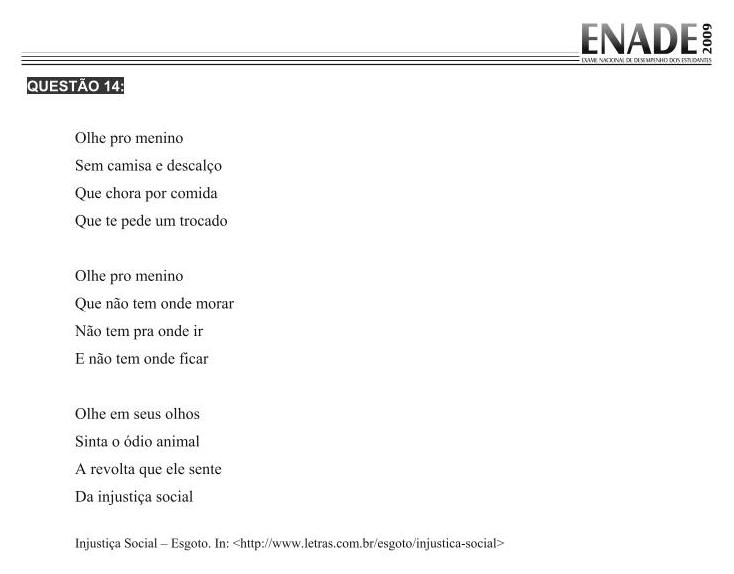 ENADE 2009
EXAME NACIONAL DE DESEMPENHO DOS ESTUDANTES
QUESTÃO 14:
Olhe pro menino
Sem camisa e descalço
Que chora por comida
Que te pede um trocado
Olhe pro menino
Que não tem onde morar
Não tem pra onde ir
E não tem onde ficar
Olhe em seus olhos
Sinta o ódio animal
A revolta que ele sente
Da injustiça social
Injustiça Social – Esgoto. In: <http://www.letras.com.br/esgoto/injustica-social>